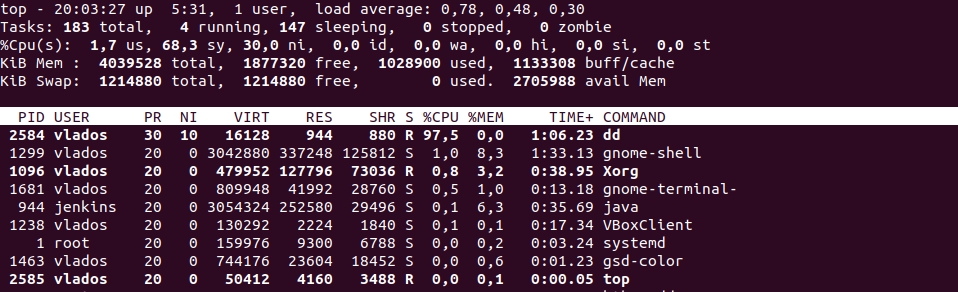 top - 20:03:27 up  5:31,  1 user,  load average: 0,78, 0,48, 0,30
Tasks: 183 total,   4 running, 147 sleeping,   0 stopped,   0 zombie
%Cpu(s):  1,7 us, 68,3 sy, 30,0 ni,  0,0 id,  0,0 wa,  0,0 hi,  0,0 si,  0,0 st
KiB Mem :  4039528 total,  1877320 free,  1028900 used,  1133308 buff/cache
KiB Swap:  1214880 total,  1214880 free,        0 used.  2705988 avail Mem
PID USER      PR  NI    VIRT    RES    SHR S %CPU %MEM     TIME+ COMMAND
2584 vlados    30  10   16128    944    880 R 97,5  0,0   1:06.23 dd
1299 vlados    20   0 3042880 337248 125812 S  1,0  8,3   1:33.13 gnome-shell
1096 vlados    20   0  479952 127796  73036 R  0,8  3,2   0:38.95 Xorg
1681 vlados    20   0  809948  41992  28760 S  0,5  1,0   0:13.18 gnome-terminal-
944 jenkins   20   0 3054324 252580  29496 S  0,1  6,3   0:35.69 java
1238 vlados    20   0  130292   2224   1840 S  0,1  0,1   0:17.34 VBoxClient
1 root      20   0  159976   9300   6788 S  0,0  0,2   0:03.24 systemd
1463 vlados    20   0  744176  23604  18452 S  0,0  0,6   0:01.23 gsd-color
2585 vlados    20   0   50412   4160   3488 R  0,0  0,1   0:00.05 top